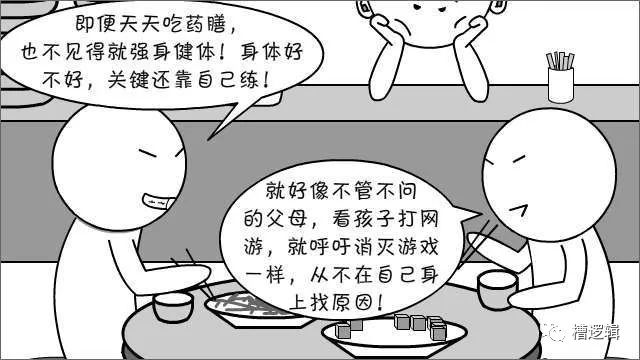 即便天天吃药膳，
也不见得就强身健体！身体好
不好，关键还靠自己练！
就好像不管不问
的父母，看孩子打网
游，就呼吁消灭游戏
一样，从不在自己身
上找原因！
槽逻辑